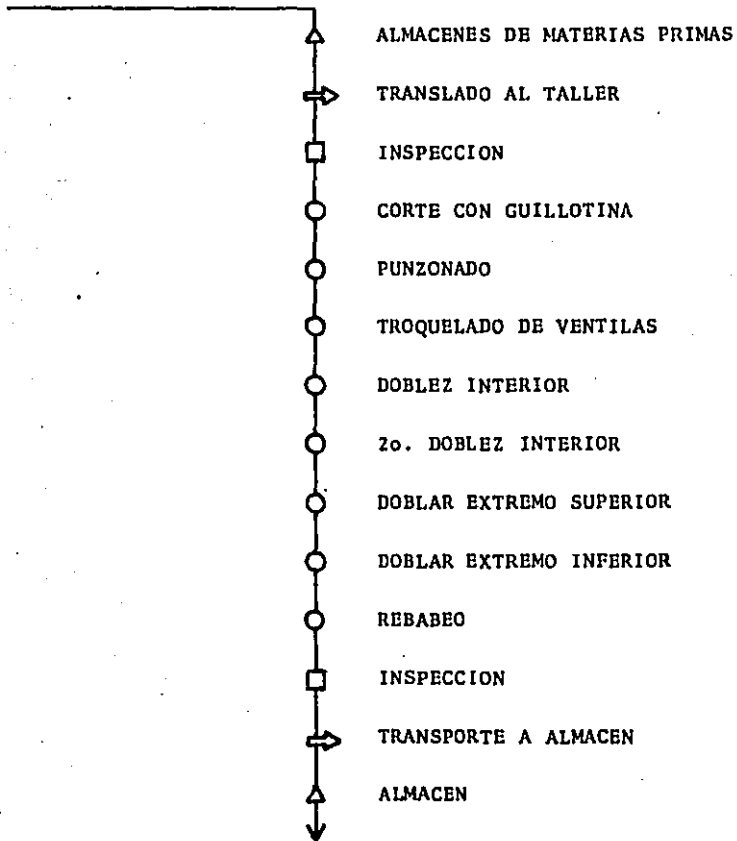 ALMACENES DE MATERIAS PRIMAS
TRANSLADO AL TALLER
INSPECCION
CORTE CON GUILLOTINA
PUNZONADO
TROQUELADO DE VENTILAS
DOBLEZ INTERIOR
2o. DOBLEZ INTERIOR
DOBLAR EXTREMO SUPERIOR
DOBLAR EXTREMO INFERIOR
REBABEO
INSPECCION
TRANSPORTE A ALMACEN
ALMACEN